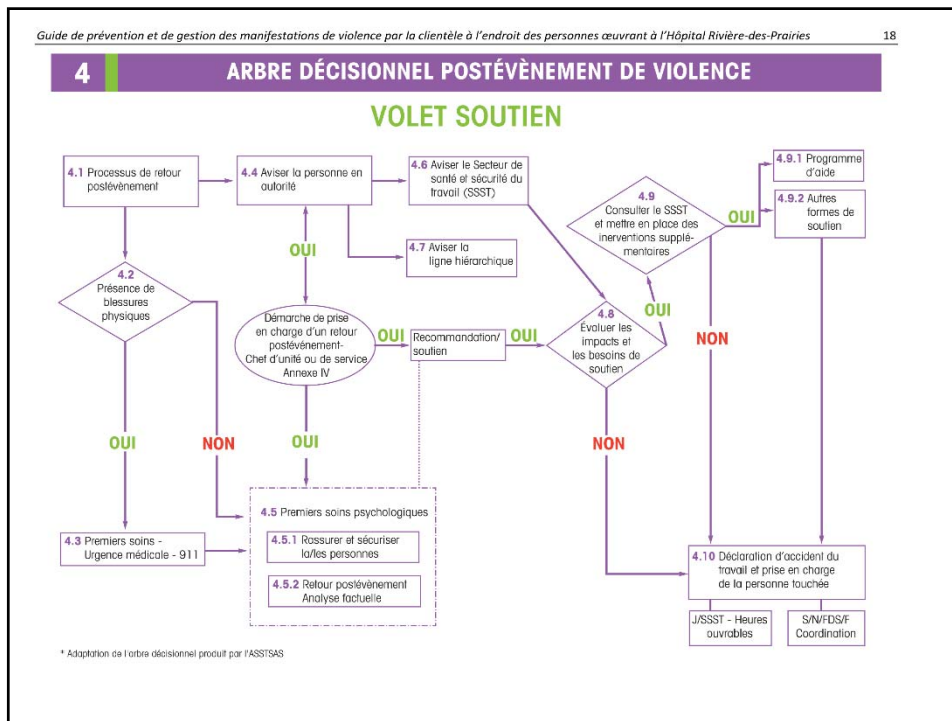 Guide de prévention et de gestion des manifestations de violence par la clientèle à l'endroit des personnes œuvrant à l'Hôpital Rivière-des-Prairies 18
4 ARBRE DÉCISIONNEL POSTÉVÈNEMENT DE VIOLENCE
VOLET SOUTIEN
4.1 Processus de retour
postévènement
4.4 Aviser la personne en
autorité
4.6 Aviser le Secteur de
santé et sécurité du
travail (SSST)
4.7 Aviser la
ligne hiérarchique
4.9
Consulter le SSST
et mettre en place des
inerventions supplé-
mentaires
OUI
4.9.1 Programme
d'aide
4.9.2 Autres
formes de
soutien
4.2
Présence de
blessures
physiques
OUI
Démarche de prise
en charge d'un retour
postévènement-
Chef d'unité ou de service
Annexe IV
OUI
Recommandation/
soutien
OUI
4.8
Évaluer les
impacts et
les besoins de
soutien
OUI
NON
OUI
NON
OUI
NON
4.3 Premiers soins -
Urgence médicale - 911
4.5 Premiers soins psychologiques
4.5.1 Rassurer et sécuriser
la/les personnes
4.5.2 Retour postévènement
Analyse factuelle
4.10 Déclaration d'accident du
travail et prise en charge
de la personne touchée
J/SSST - Heures
ouvrables
S/N/FDS/F
Coordination
* Adaptation de l'arbre décisionnel produit par l'ASSTSAS